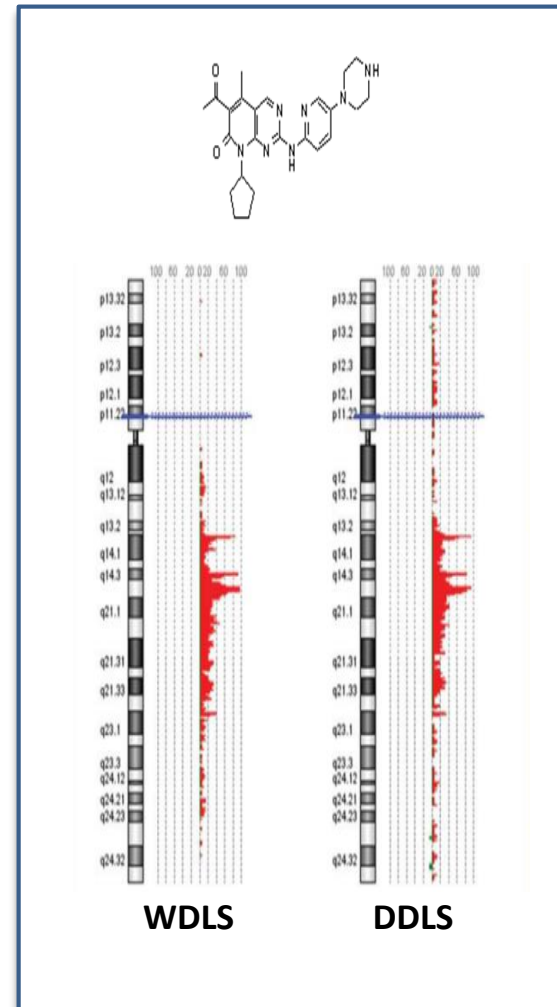 O
N
NH
N
N
O
N
N
N
H
100 60 20 0 20 60 100
100 60 20 0 20 60 100
p13.32
p13.2
p12.3
p12.1
p11.22
q12
q13.12
q13.2
q14.1
q14.3
q21.1
q21.31
q21.33
q23.1
q23.3
q24.12
q24.21
q24.23
q24.32
p13.32
p13.2
p12.3
p12.1
p11.22
q12
q13.12
q13.2
q14.1
q14.3
q21.1
q21.31
q21.33
q23.1
q23.3
q24.12
q24.21
q24.23
q24.32
WDLS
DDLS